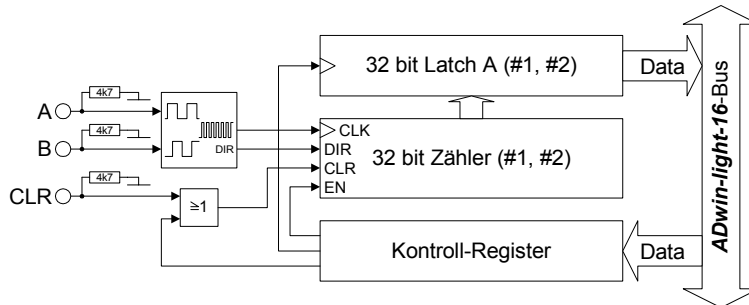 32 bit Latch A (#1, #2)
Data
4k7
A
4k7
B
DIR
CLK
DIR
CLR
EN
32 bit Zähler (#1, #2)
4k7
CLR
≥1
Kontroll-Register
Data
ADwin-light-16-Bus